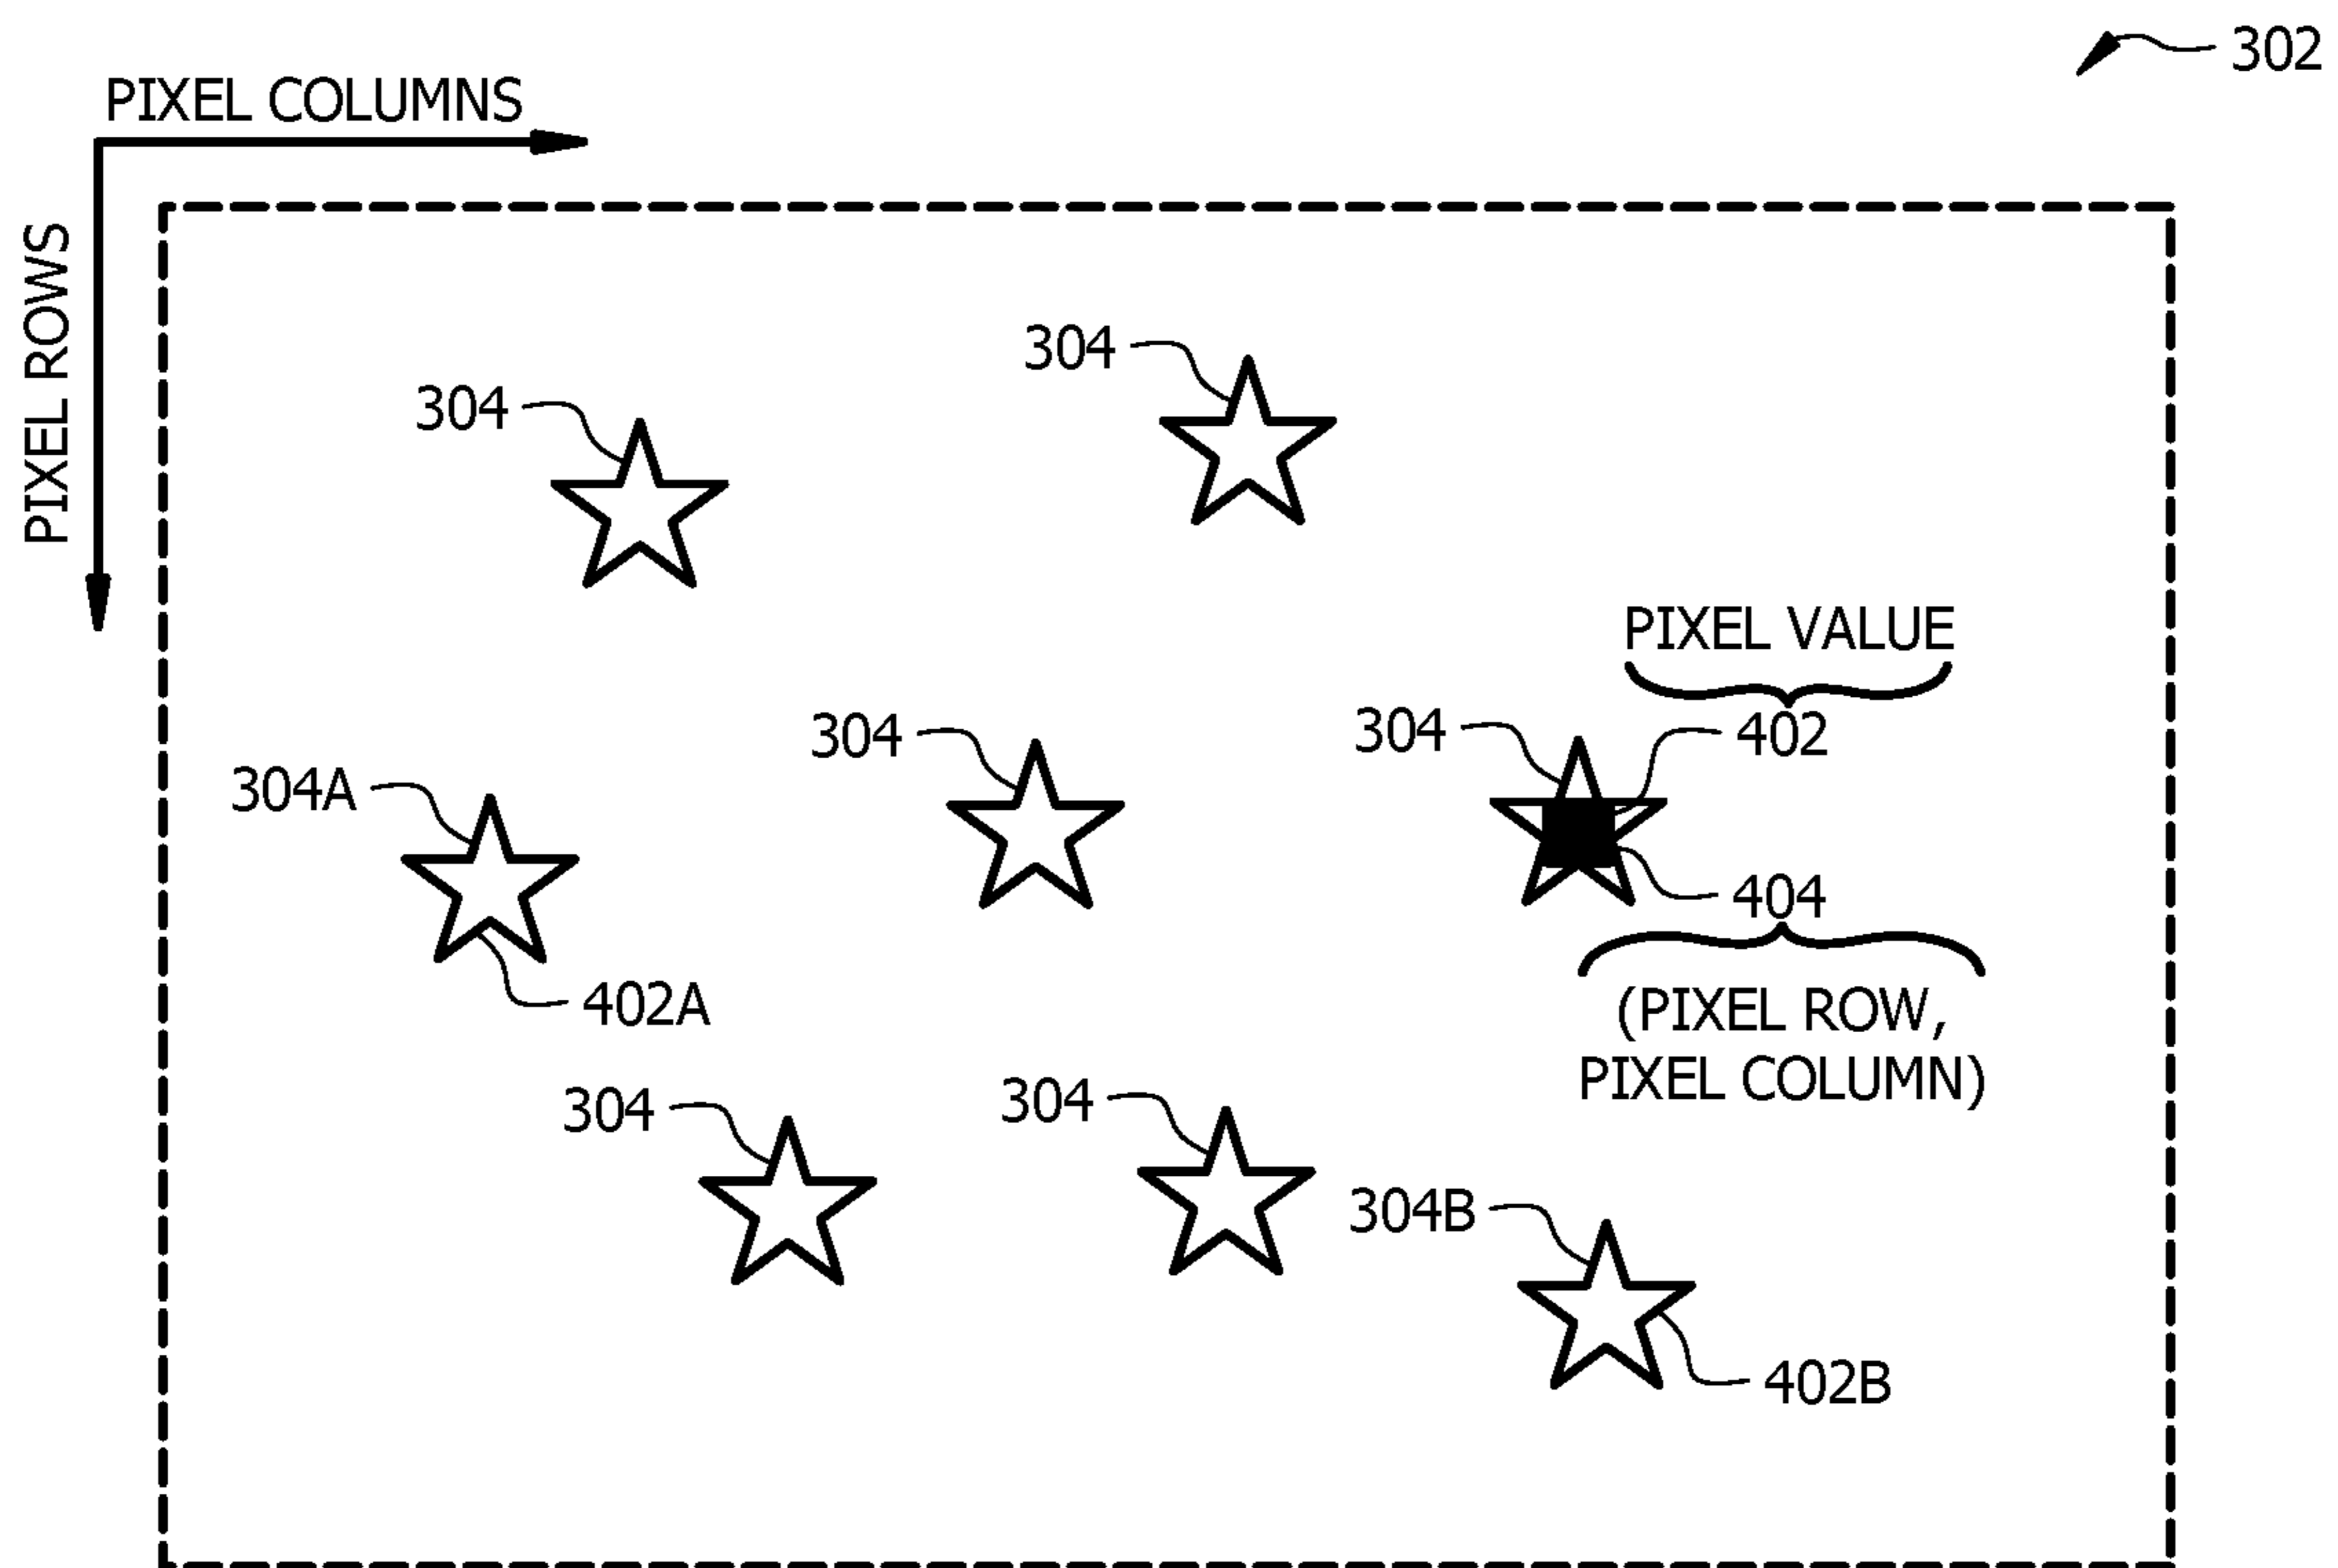 302
PIXEL COLUMNS
PIXEL ROWS
304
304
PIXEL VALUE
304
304
402
304A
404
402A
(PIXEL ROW,
PIXEL COLUMN)
304
304
304B
402B